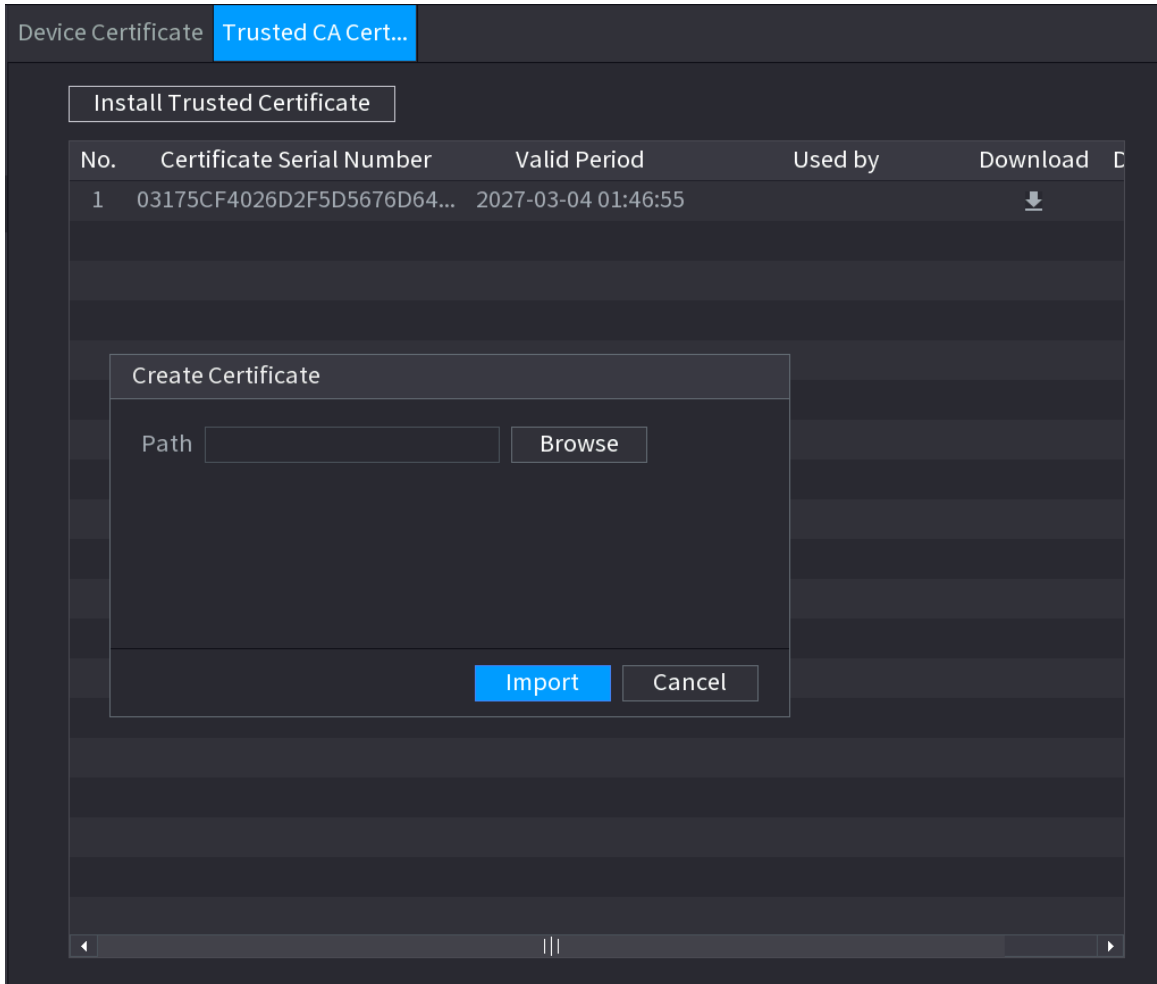 Device Certificate Trusted CA Cert...
Install Trusted Certificate
No. Certificate Serial Number Valid Period Used by Download D
1 03175CF4026D2F5D5676D64... 2027-03-04 01:46:55
Create Certificate
Path Browse
Import Cancel